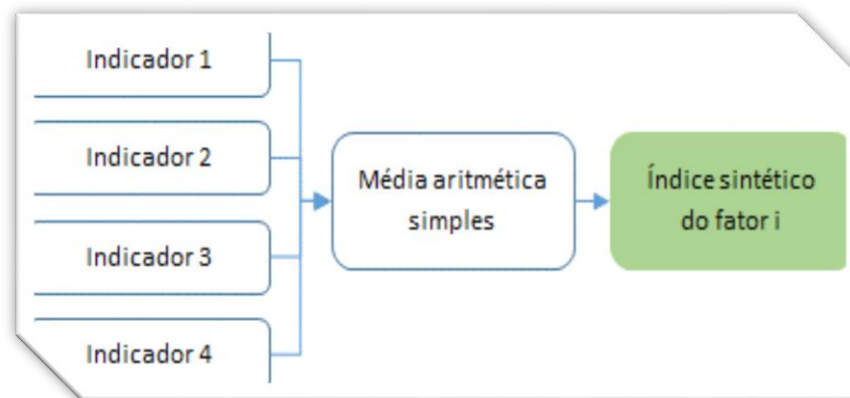 Indicador 1
Indicador 2
Indicador 3
Indicador 4
Média aritmética
simples
Índice sintético
do fator i